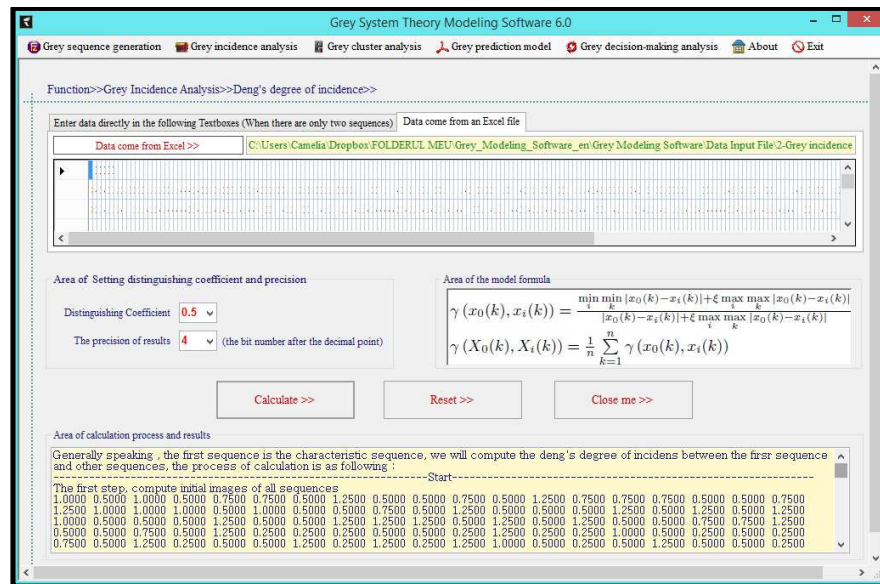 Grey System Theory Modeling Software 6.0
Grey sequence generation Grey incidence analysis Grey cluster analysis Grey prediction model Grey decision-making analysis About Exit
Function>>Grey Incidence Analysis>>Deng's degree of incidence>>
Enter data directly in the following Textboxes (When there are only two sequences) Data come from an Excel file
Data come from Excel >> C:\Users\Camelia\Dropbox\FOLDERUL MEU\Grey_Modeling_Software_en\Grey Modeling Software\Data Input File\2-Grey incidence
Area of Setting distinguishing coefficient and precision
Distinguishing Coefficient 0.5
The precision of results 4 (the bit number after the decimal point)
Area of the model formula
γ (x₀(k), xᵢ(k)) = (min_i min_k |x₀(k)−xᵢ(k)|+ξ max_i max_k |x₀(k)−xᵢ(k)|) / (|x₀(k)−xᵢ(k)|+ξ max_i max_k |x₀(k)−xᵢ(k)|)
γ (X₀(k), Xᵢ(k)) = 1/n ∑_{k=1}^{n} γ (x₀(k), xᵢ(k))
Calculate >> Reset >> Close me >>
Area of calculation process and results
Generally speaking , the first sequence is the characteristic sequence, we will compute the deng's degree of incidens between the firsr sequence
and other sequences, the process of calculation is as following :
------Start------
The first step, compute initial images of all sequences
1.0000 0.5000 1.0000 0.5000 0.7500 0.7500 0.5000 1.2500 0.5000 0.5000 0.7500 0.5000 1.2500 0.7500 0.7500 0.7500 0.5000 0.5000 0.7500
1.2500 1.0000 1.0000 1.0000 0.5000 1.0000 0.5000 0.5000 0.7500 0.5000 1.2500 0.5000 0.5000 0.5000 1.2500 0.5000 0.5000 0.5000 1.2500
1.0000 0.5000 0.5000 0.5000 1.2500 0.5000 0.5000 0.5000 1.2500 0.5000 0.5000 1.2500 0.5000 0.5000 0.5000 0.5000 0.7500 0.7500 1.2500
0.5000 0.5000 0.7500 0.5000 0.2500 0.5000 1.2500 0.2500 0.5000 0.2500 1.2500 0.2500 0.2500 1.0000 0.5000 0.2500 0.5000 0.5000 0.2500
0.7500 0.5000 1.2500 0.2500 0.5000 0.5000 1.2500 1.2500 0.2500 1.2500 0.2500 1.0000 0.5000 0.2500 0.5000 1.2500 0.5000 0.5000 0.5000